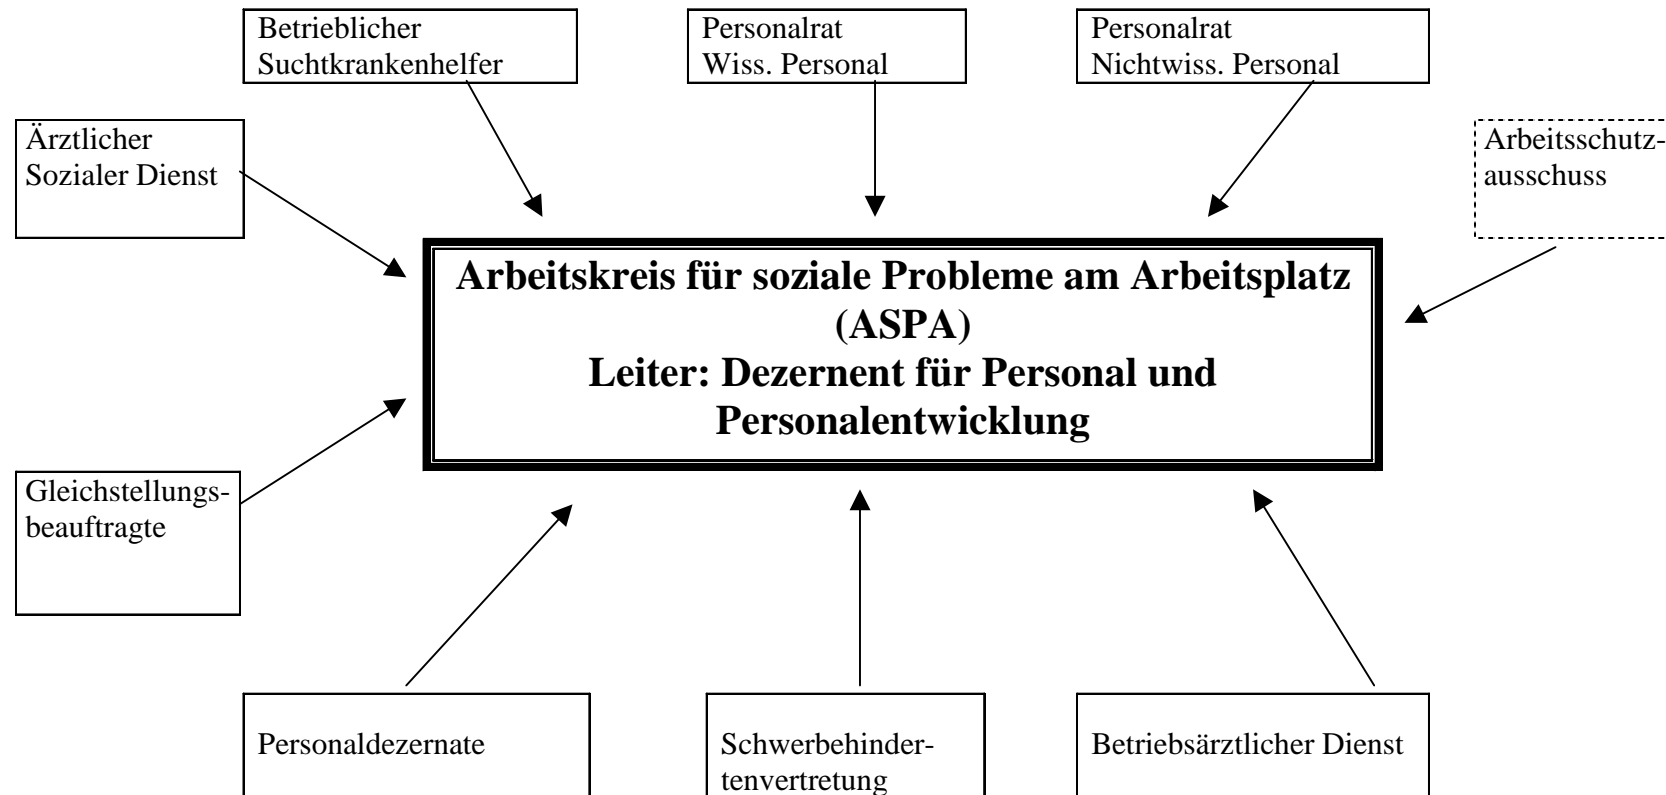 Betrieblicher
Suchtkrankenhelfer
Personalrat
Wiss. Personal
Personalrat
Nichtwiss. Personal
Ärztlicher
Sozialer Dienst
Arbeitsschutz-
ausschuss
Arbeitskreis für soziale Probleme am Arbeitsplatz
(ASPA)
Leiter: Dezernent für Personal und
Personalentwicklung
Gleichstellungs-
beauftragte
Personaldezernate
Schwerbehinder-
tenvertretung
Betriebsärztlicher Dienst